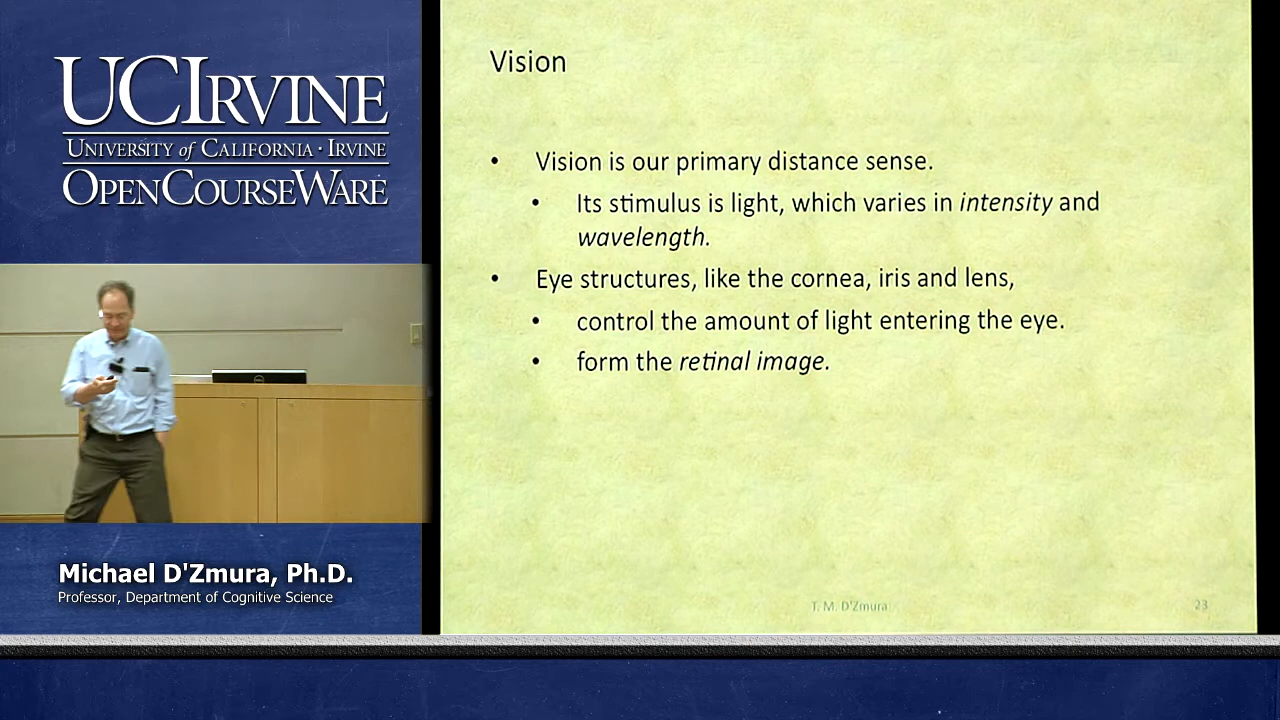 UCIRVINE
UNIVERSITY of CALIFORNIA · IRVINE
OPENCOURSEWARE
Michael D'Zmura, Ph.D.
Professor, Department of Cognitive Science
Vision
• Vision is our primary distance sense.
• Its stimulus is light, which varies in intensity and
wavelength.
• Eye structures, like the cornea, iris and lens,
• control the amount of light entering the eye.
• form the retinal image.
T. M. D'Zmura
23